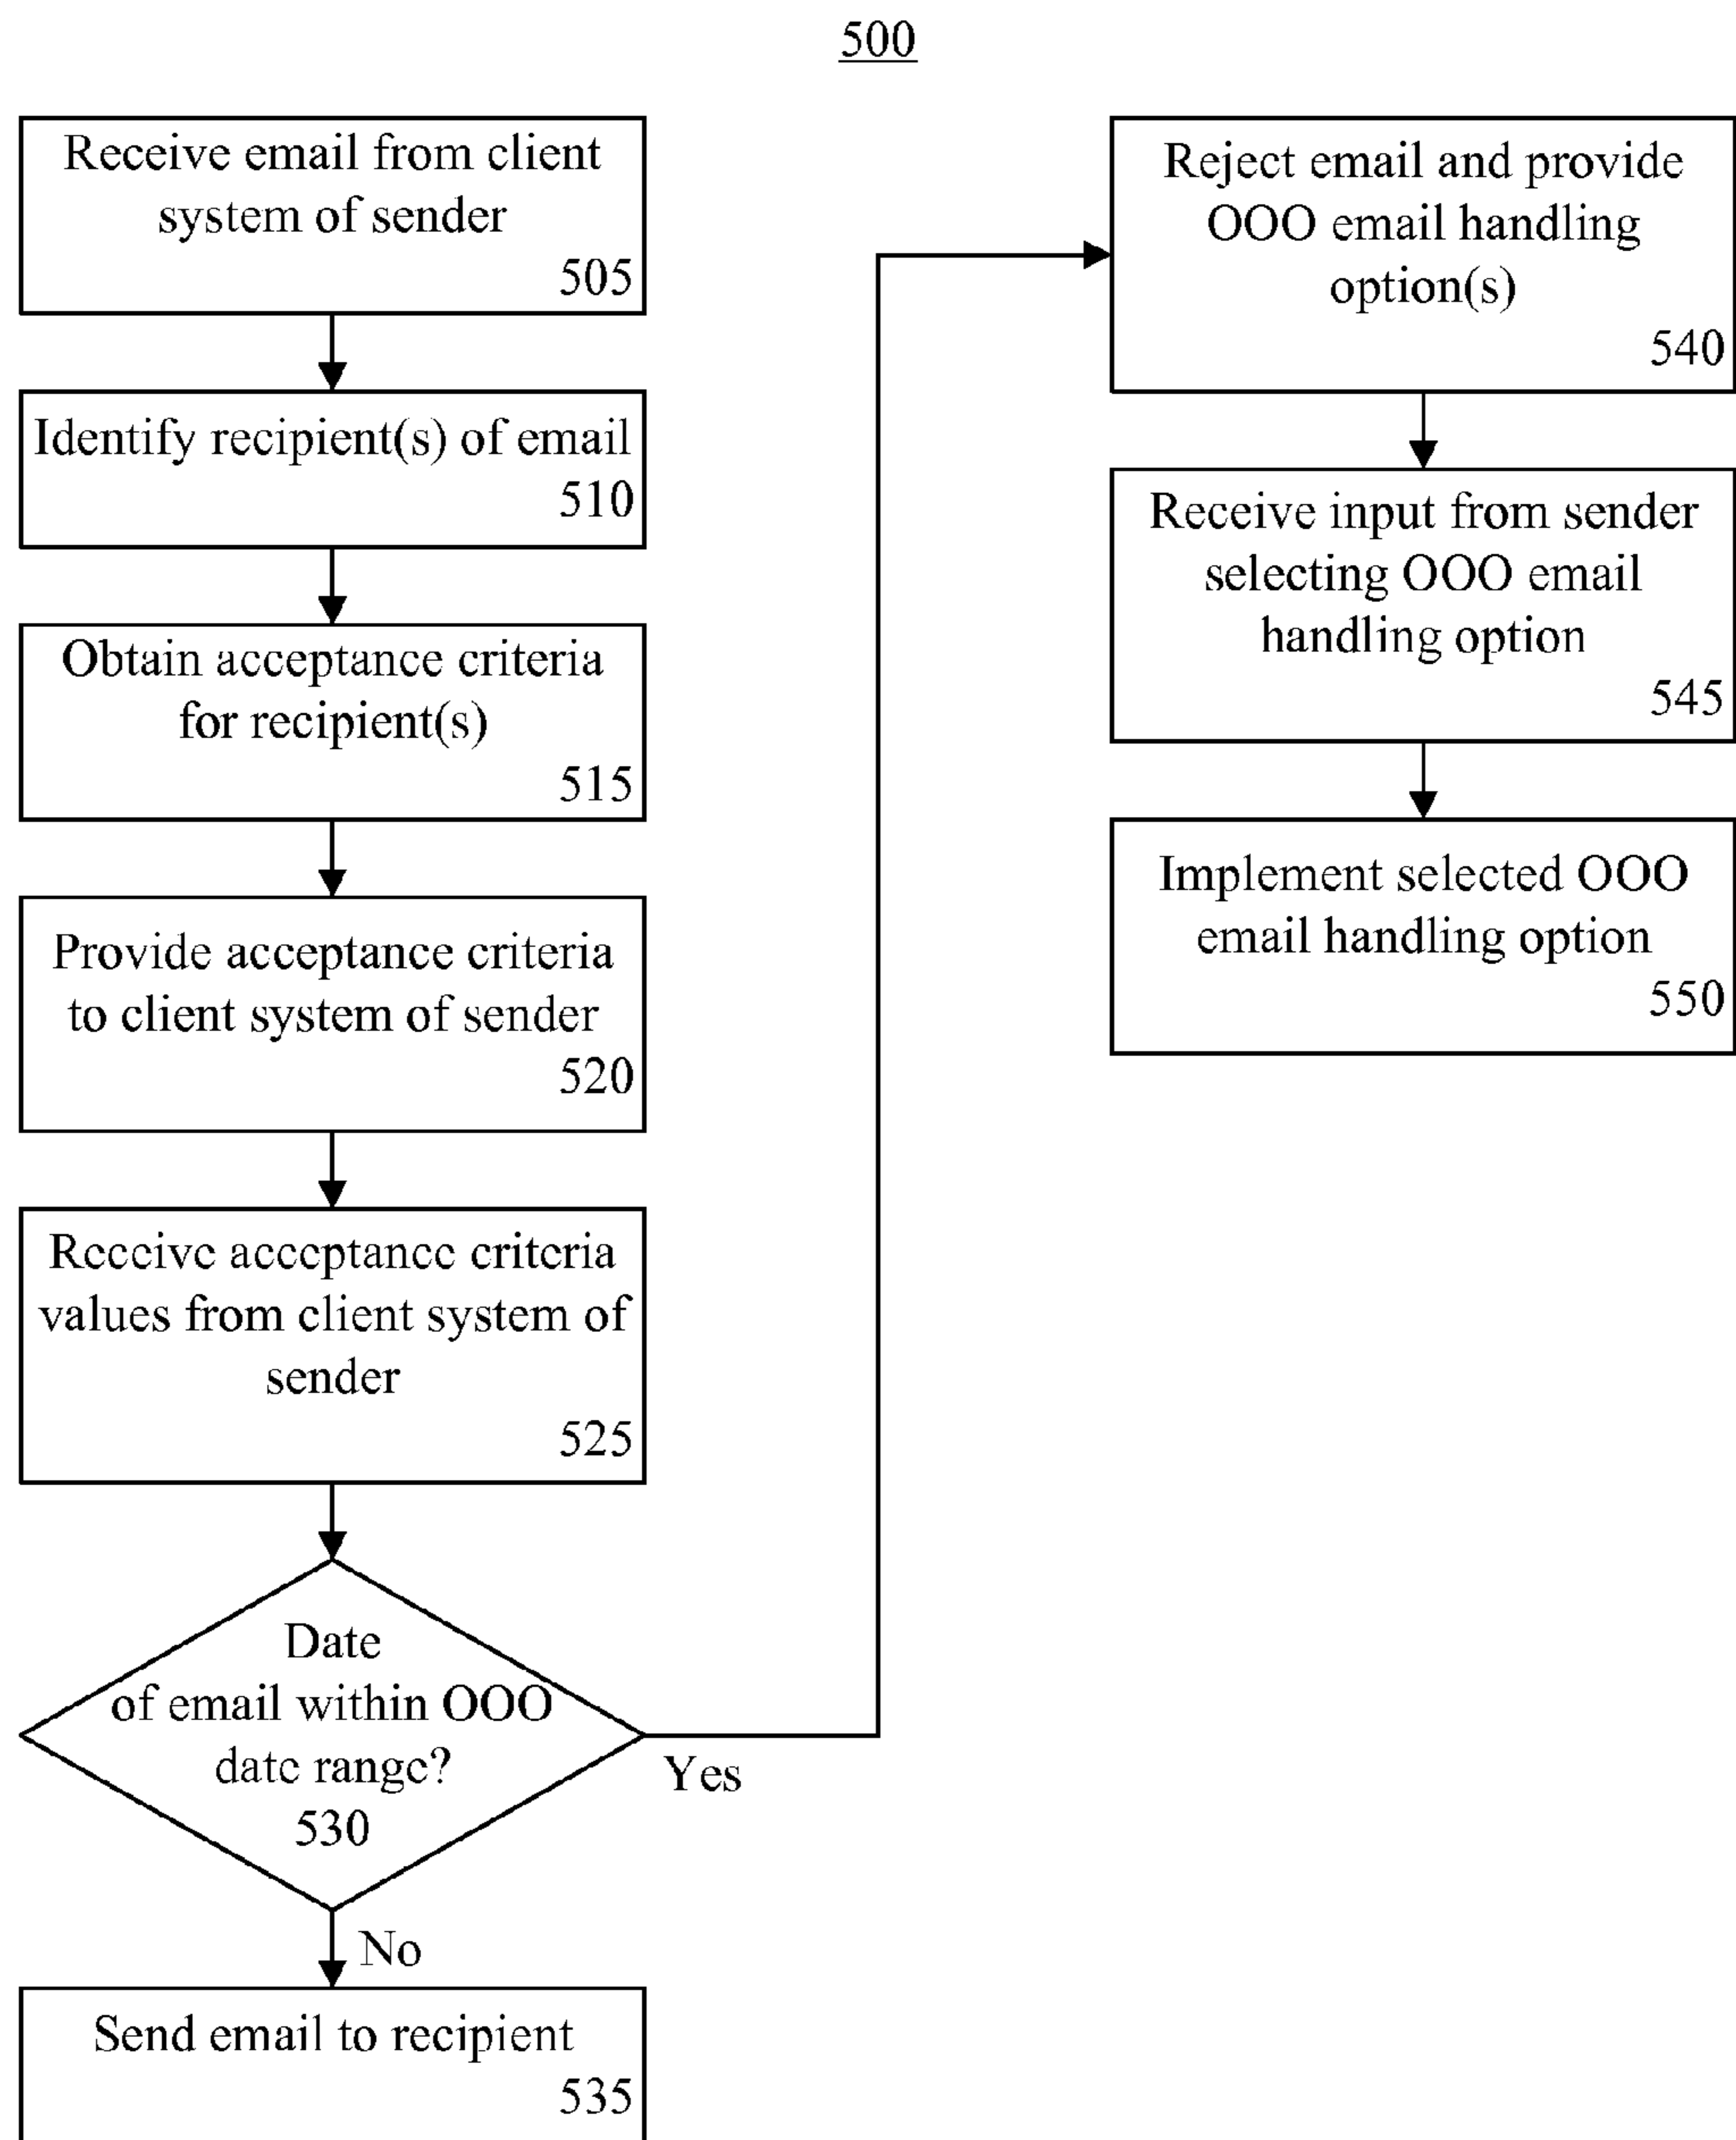 500
Receive email from client
system of sender
505
Identify recipient(s) of email
510
Obtain acceptance criteria
for recipient(s)
515
Provide acceptance criteria
to client system of sender
520
Receive acceptance criteria
values from client system of
sender
525
Date
of email within OOO
date range?
530
Yes
No
Send email to recipient
535
Reject email and provide
OOO email handling
option(s)
540
Receive input from sender
selecting OOO email
handling option
545
Implement selected OOO
email handling option
550